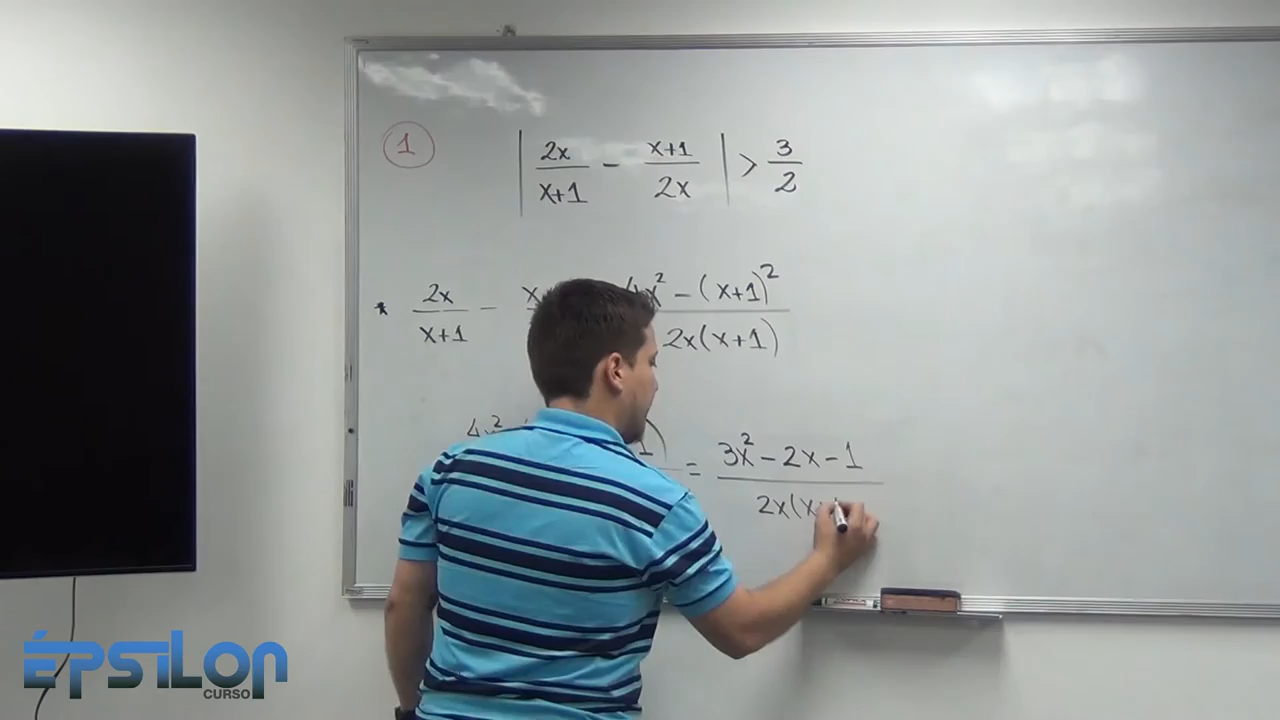 1
| 2x/(x+1) - (x+1)/2x | > 3/2
* 2x/(x+1) - x 4x² - (x+1)² / 2x(x+1)
4x² 1) = (3x² - 2x - 1) / 2x(x
ÉPSILON
CURSO